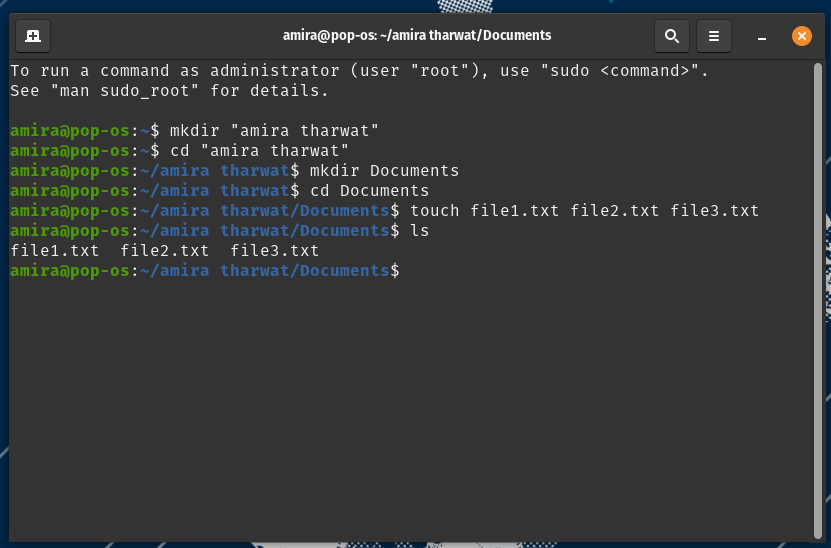 amira@pop-os: ~/amira tharwat/Documents
To run a command as administrator (user "root"), use "sudo <command>".
See "man sudo_root" for details.
amira@pop-os:~$ mkdir "amira tharwat"
amira@pop-os:~$ cd "amira tharwat"
amira@pop-os:~/amira tharwat$ mkdir Documents
amira@pop-os:~/amira tharwat$ cd Documents
amira@pop-os:~/amira tharwat/Documents$ touch file1.txt file2.txt file3.txt
amira@pop-os:~/amira tharwat/Documents$ ls
file1.txt  file2.txt  file3.txt
amira@pop-os:~/amira tharwat/Documents$